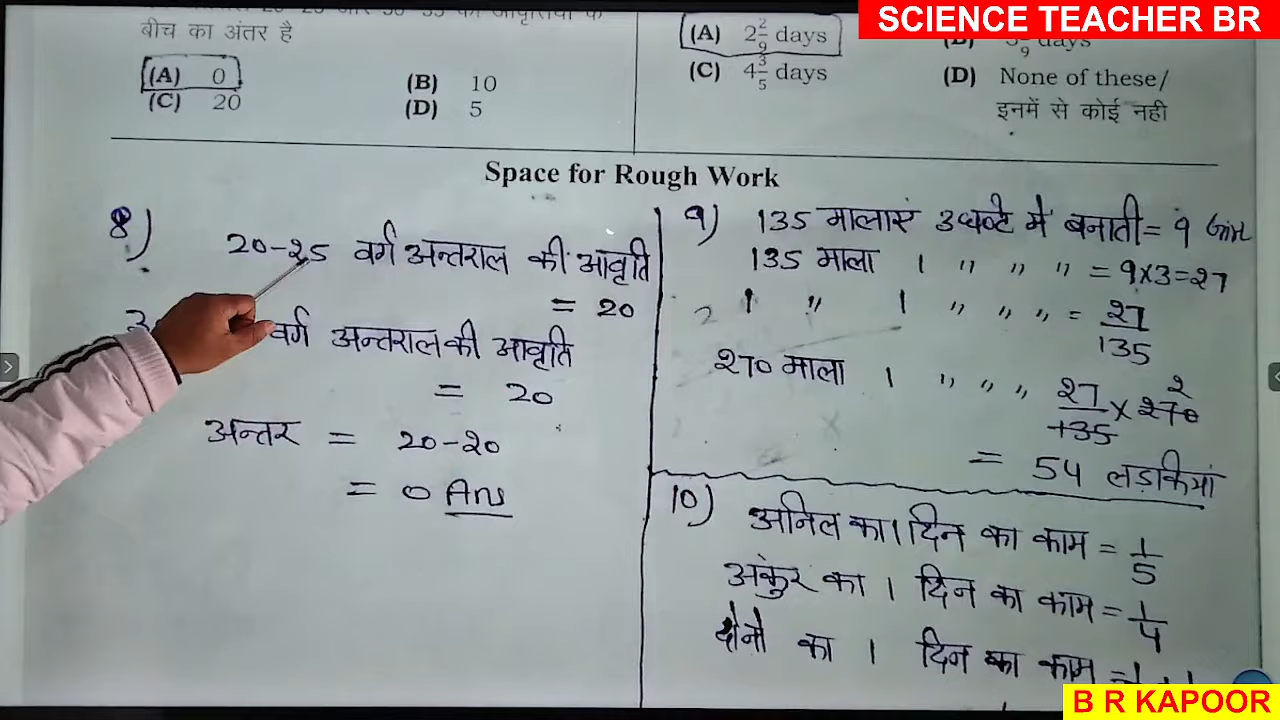 SCIENCE TEACHER BR
बीच का अंतर है
(A) 0
(B) 10
(C) 20
(D) 5
(A) 2 2/9 days
(C) 4 3/5 days
(D) None of these/
इनमें से कोई नही
Space for Rough Work
8) 20-25 वर्ग अन्तराल की आवृति
= 20
वर्ग अन्तराल की आवृति
= 20
अन्तर = 20-20
= 0 Ans
9) 135 मालाएं 3 घण्टे में बनाती = 9
135 माला 1 " " " = 9x3=27
1 " 1 " " " = 27/135
270 माला 1 " " " 27/135 x 270 2
= 54 लड़कियां
10) अनिल का 1 दिन का काम = 1/5
अंकुर का 1 दिन का काम = 1/4
दोनो का 1 दिन का काम =
B R KAPOOR